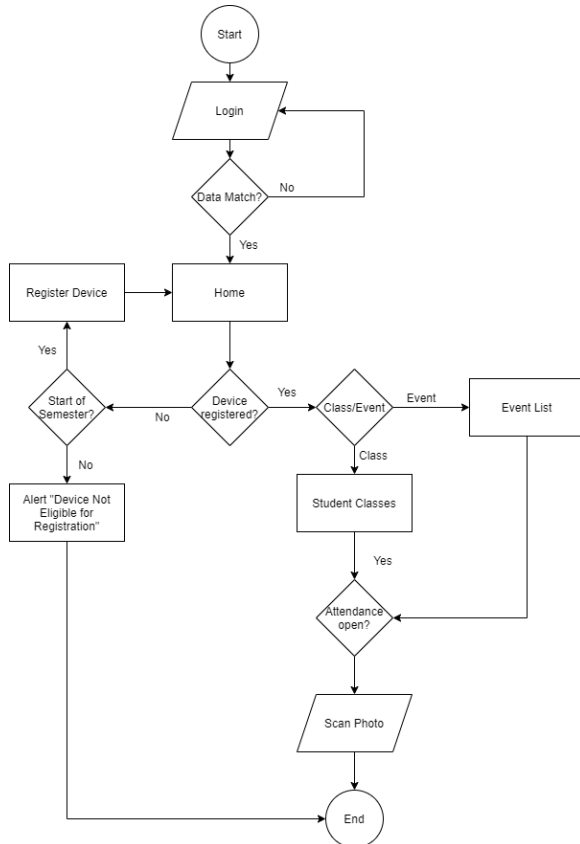 Start
Login
Data Match?
No
Yes
Register Device
Home
Yes
Start of
Semester?
No
Device
registered?
Yes
Class/Event
Event
Event List
No
Class
Alert "Device Not
Eligible for
Registration"
Student Classes
Yes
Attendance
open?
Scan Photo
End